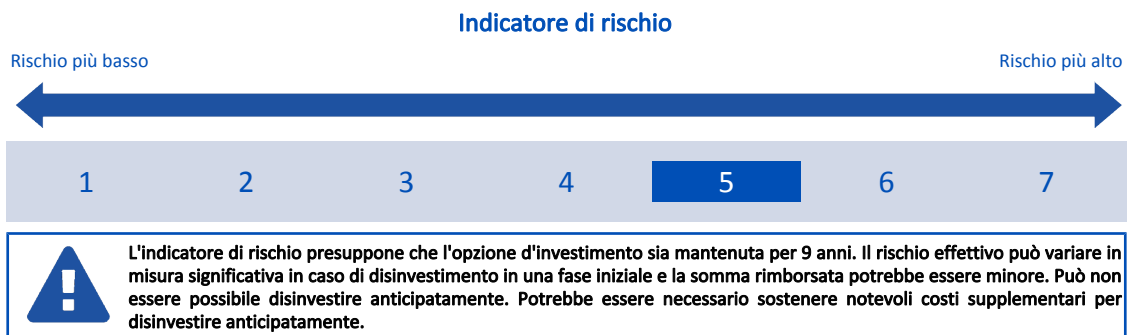 Indicatore di rischio
Rischio più basso Rischio più alto
1 2 3 4 5 6 7
L'indicatore di rischio presuppone che l'opzione d'investimento sia mantenuta per 9 anni. Il rischio effettivo può variare in
misura significativa in caso di disinvestimento in una fase iniziale e la somma rimborsata potrebbe essere minore. Può non
essere possibile disinvestire anticipatamente. Potrebbe essere necessario sostenere notevoli costi supplementari per
disinvestire anticipatamente.